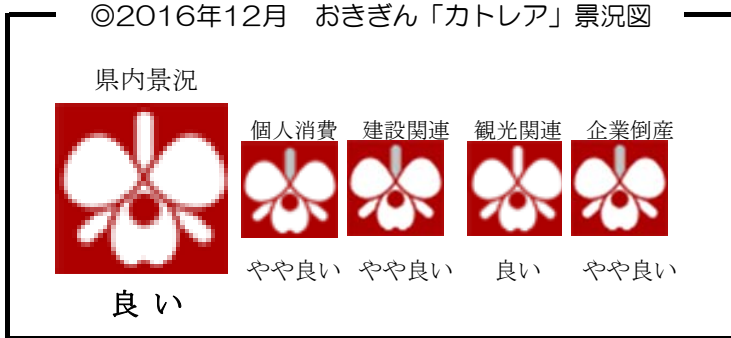 ◎2016年12月　おきぎん「カトレア」景況図
県内景況
個人消費　建設関連　観光関連　企業倒産
やや良い　やや良い　良い　やや良い
良 い